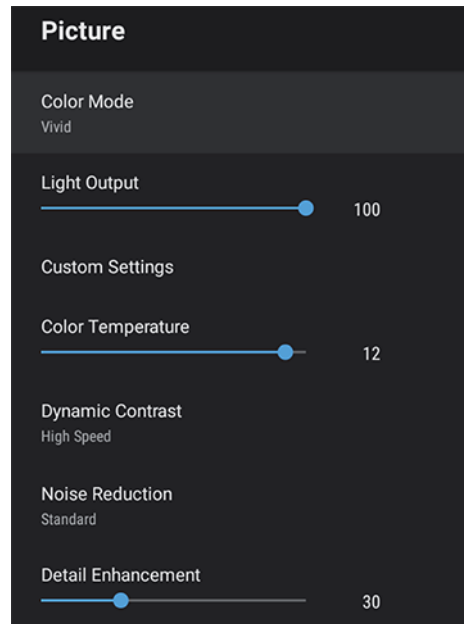 Picture
Color Mode
Vivid
Light Output
100
Custom Settings
Color Temperature
12
Dynamic Contrast
High Speed
Noise Reduction
Standard
Detail Enhancement
30